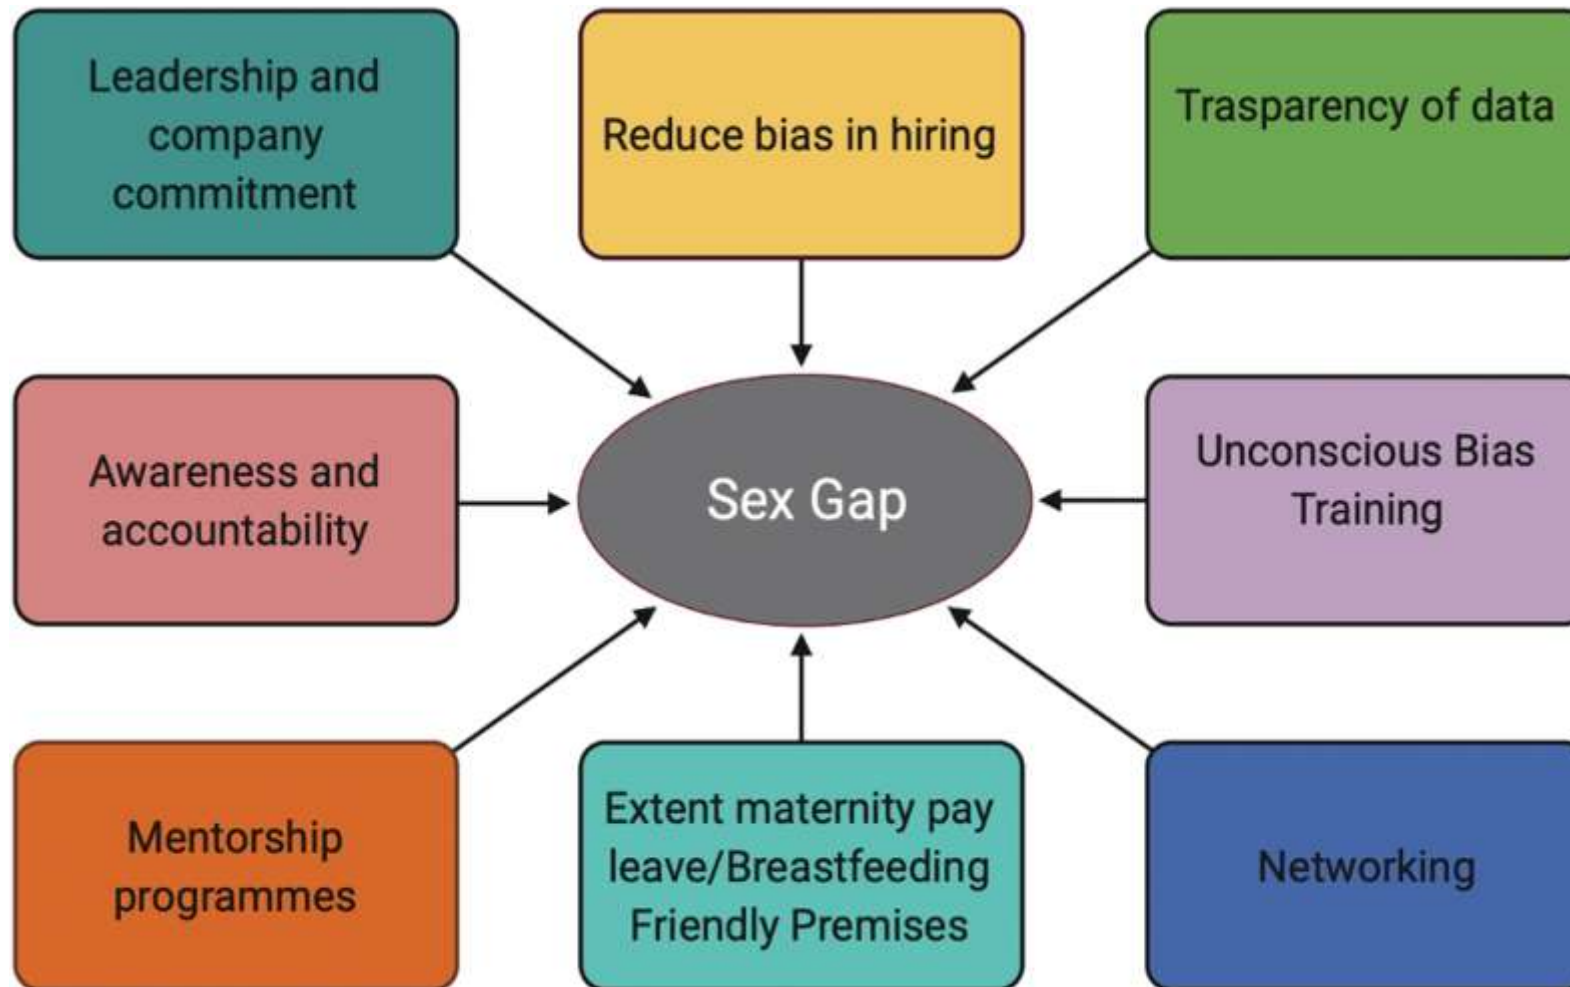 Leadership and
company
commitment
Reduce bias in hiring
Trasparency of data
Awareness and
accountability
Sex Gap
Unconscious Bias
Training
Mentorship
programmes
Extent maternity pay
leave/Breastfeeding
Friendly Premises
Networking